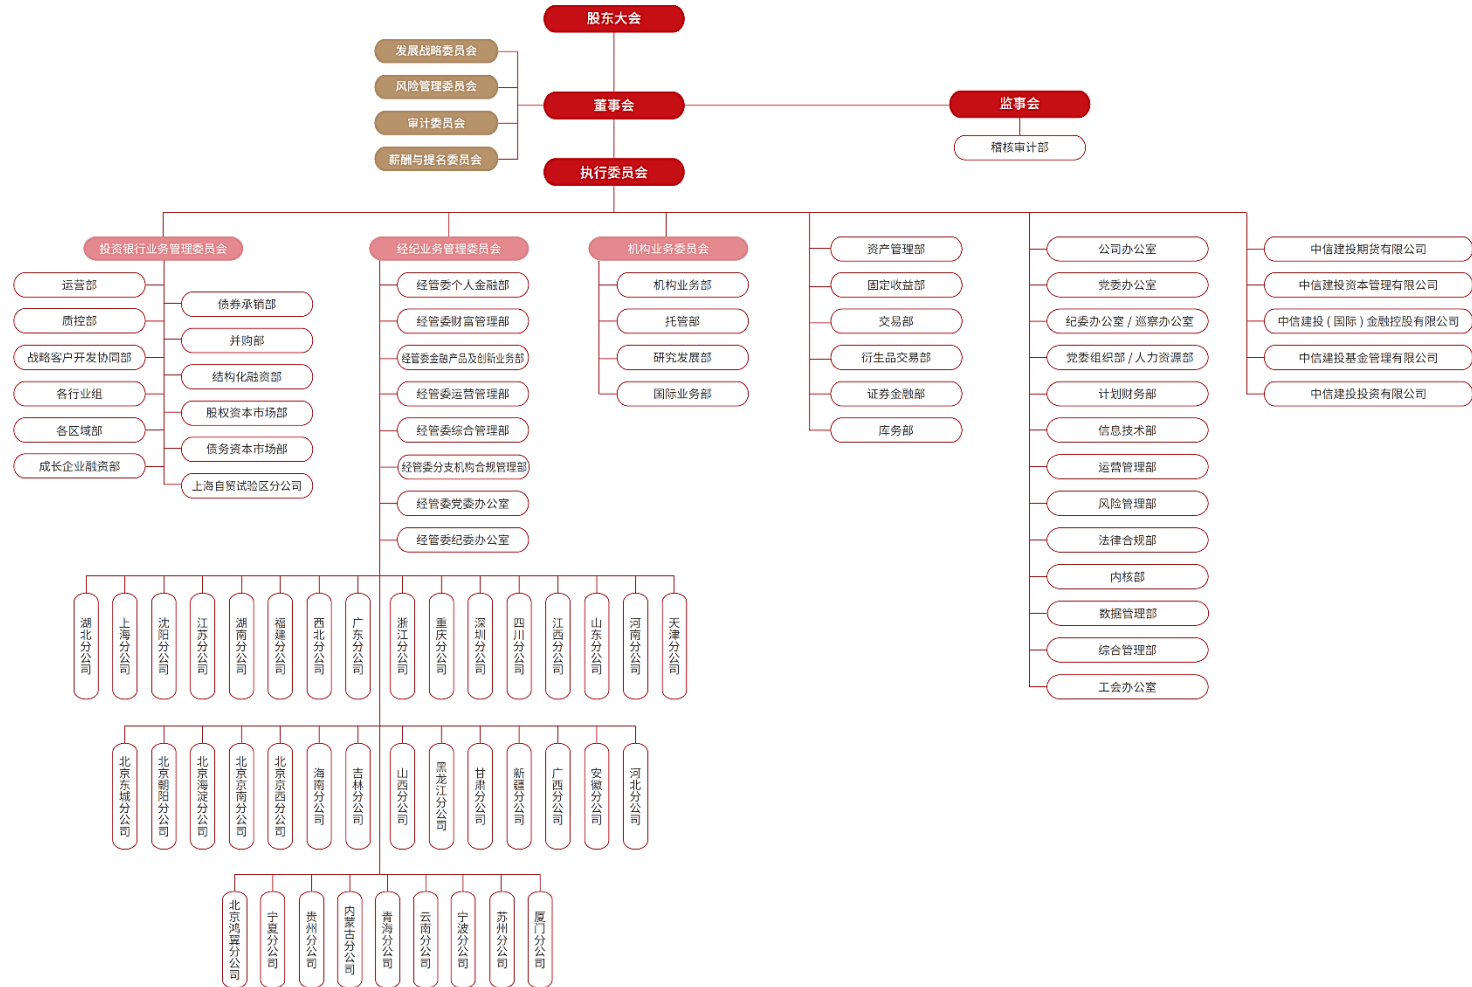 股东大会
发展战略委员会
风险管理委员会
审计委员会
薪酬与提名委员会
董事会
监事会
稽核审计部
执行委员会
投资银行业务管理委员会
运营部
质控部
战略客户开发协同部
各行业组
各区域部
成长企业融资部
债券承销部
并购部
结构化融资部
股权资本市场部
债务资本市场部
上海自贸试验区分公司
经纪业务管理委员会
经管委个人金融部
经管委财富管理部
经管委金融产品及创新业务部
经管委运营管理部
经管委综合管理部
经管委分支机构合规管理部
经管委党委办公室
经管委纪委办公室
机构业务委员会
机构业务部
托管部
研究发展部
国际业务部
资产管理部
固定收益部
交易部
衍生品交易部
证券金融部
库务部
公司办公室
党委办公室
纪委办公室 / 巡察办公室
党委组织部 / 人力资源部
计划财务部
信息技术部
运营管理部
风险管理部
法律合规部
内核部
数据管理部
综合管理部
工会办公室
中信建投期货有限公司
中信建投资本管理有限公司
中信建投 ( 国际 ) 金融控股有限公司
中信建投基金管理有限公司
中信建投投资有限公司
湖北分公司
上海分公司
沈阳分公司
江苏分公司
湖南分公司
福建分公司
西北分公司
广东分公司
浙江分公司
重庆分公司
深圳分公司
四川分公司
江西分公司
山东分公司
河南分公司
天津分公司
北京东城分公司
北京朝阳分公司
北京海淀分公司
北京京南分公司
北京京西分公司
海南分公司
吉林分公司
山西分公司
黑龙江分公司
甘肃分公司
新疆分公司
广西分公司
安徽分公司
河北分公司
北京鸿翼分公司
宁夏分公司
贵州分公司
内蒙古分公司
青海分公司
云南分公司
宁波分公司
苏州分公司
厦门分公司